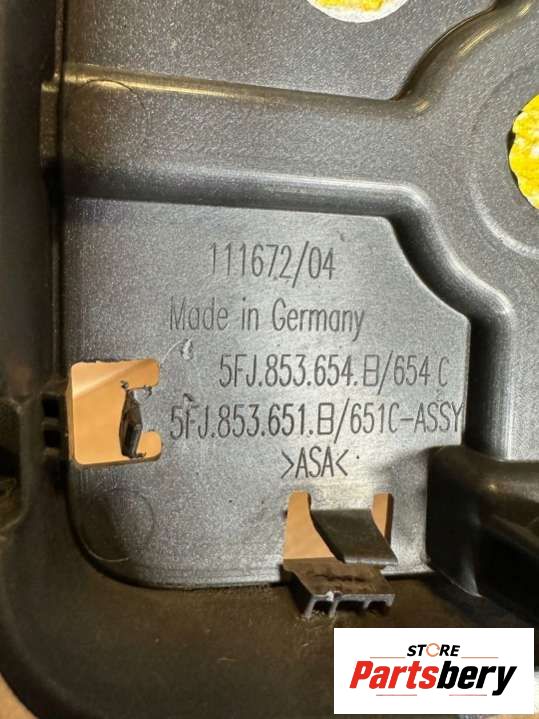 111672/04
Made in Germany
5FJ.853.654.B/654 C
5FJ.853.651.B/651C-ASSY
>ASA<
STORE
Partsbery